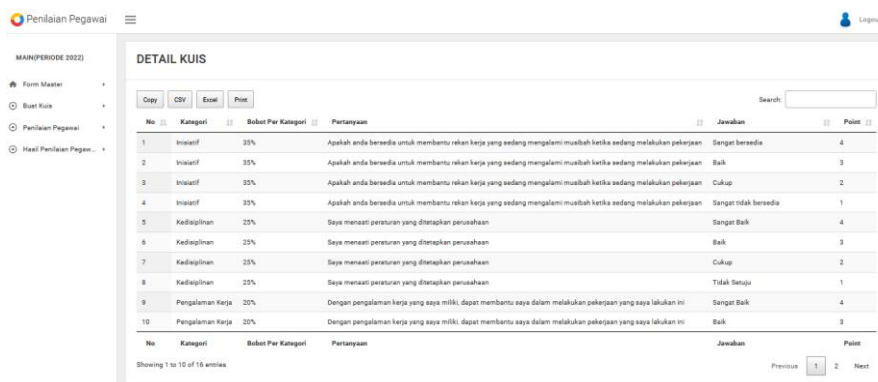 Penilaian Pegawai
Logou
MAIN(PERIODE 2022)
Form Master
Buat Kuis
Penilaian Pegawai
Hasil Penilaian Pegaw...
DETAIL KUIS
Copy CSV Excel Print
Search:
No Kategori Bobot Per Kategori Pertanyaan Jawaban Point
1 Inisiatif 35% Apakah anda bersedia untuk membantu rekan kerja yang sedang mengalami musibah ketika sedang melakukan pekerjaan Sangat bersedia 4
2 Inisiatif 35% Apakah anda bersedia untuk membantu rekan kerja yang sedang mengalami musibah ketika sedang melakukan pekerjaan Baik 3
3 Inisiatif 35% Apakah anda bersedia untuk membantu rekan kerja yang sedang mengalami musibah ketika sedang melakukan pekerjaan Cukup 2
4 Inisiatif 35% Apakah anda bersedia untuk membantu rekan kerja yang sedang mengalami musibah ketika sedang melakukan pekerjaan Sangat tidak bersedia 1
5 Kedisiplinan 25% Saya menaati peraturan yang ditetapkan perusahaan Sangat Baik 4
6 Kedisiplinan 25% Saya menaati peraturan yang ditetapkan perusahaan Baik 3
7 Kedisiplinan 25% Saya menaati peraturan yang ditetapkan perusahaan Cukup 2
8 Kedisiplinan 25% Saya menaati peraturan yang ditetapkan perusahaan Tidak Setuju 1
9 Pengalaman Kerja 20% Dengan pengalaman kerja yang saya miliki, dapat membantu saya dalam melakukan pekerjaan yang saya lakukan ini Sangat Baik 4
10 Pengalaman Kerja 20% Dengan pengalaman kerja yang saya miliki, dapat membantu saya dalam melakukan pekerjaan yang saya lakukan ini Baik 3
No Kategori Bobot Per Kategori Pertanyaan Jawaban Point
Showing 1 to 10 of 16 entries
Previous 1 2 Next